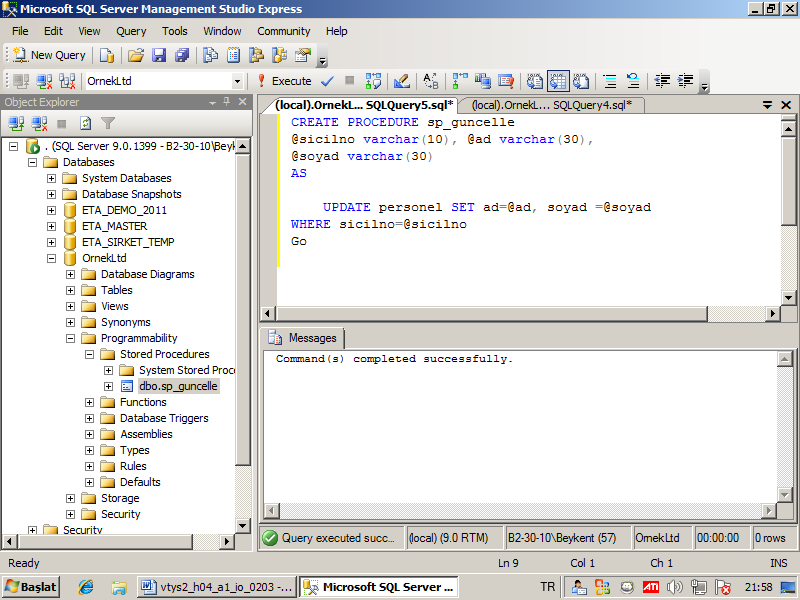 Microsoft SQL Server Management Studio Express
File Edit View Query Tools Window Community Help
New Query
OrnekLtd Execute
Object Explorer
(local).OrnekL... SQLQuery5.sql* (local).OrnekL... SQLQuery4.sql*
. (SQL Server 9.0.1399 - B2-30-10\Beyk
Databases
System Databases
Database Snapshots
ETA_DEMO_2011
ETA_MASTER
ETA_SIRKET_TEMP
OrnekLtd
Database Diagrams
Tables
Views
Synonyms
Programmability
Stored Procedures
System Stored Proc
dbo.sp_guncelle
Functions
Database Triggers
Assemblies
Types
Rules
Defaults
Storage
Security
Security
CREATE PROCEDURE sp_guncelle
@sicilno varchar(10), @ad varchar(30),
@soyad varchar(30)
AS
UPDATE personel SET ad=@ad, soyad =@soyad
WHERE sicilno=@sicilno
Go
Messages
Command(s) completed successfully.
Query executed succ... (local) (9.0 RTM) B2-30-10\Beykent (57) OrnekLtd 00:00:00 0 rows
Ready Ln 9 Col 1 Ch 1 INS
Başlat vtys2_h04_a1_io_0203 -... Microsoft SQL Server ... TR ATI 21:58